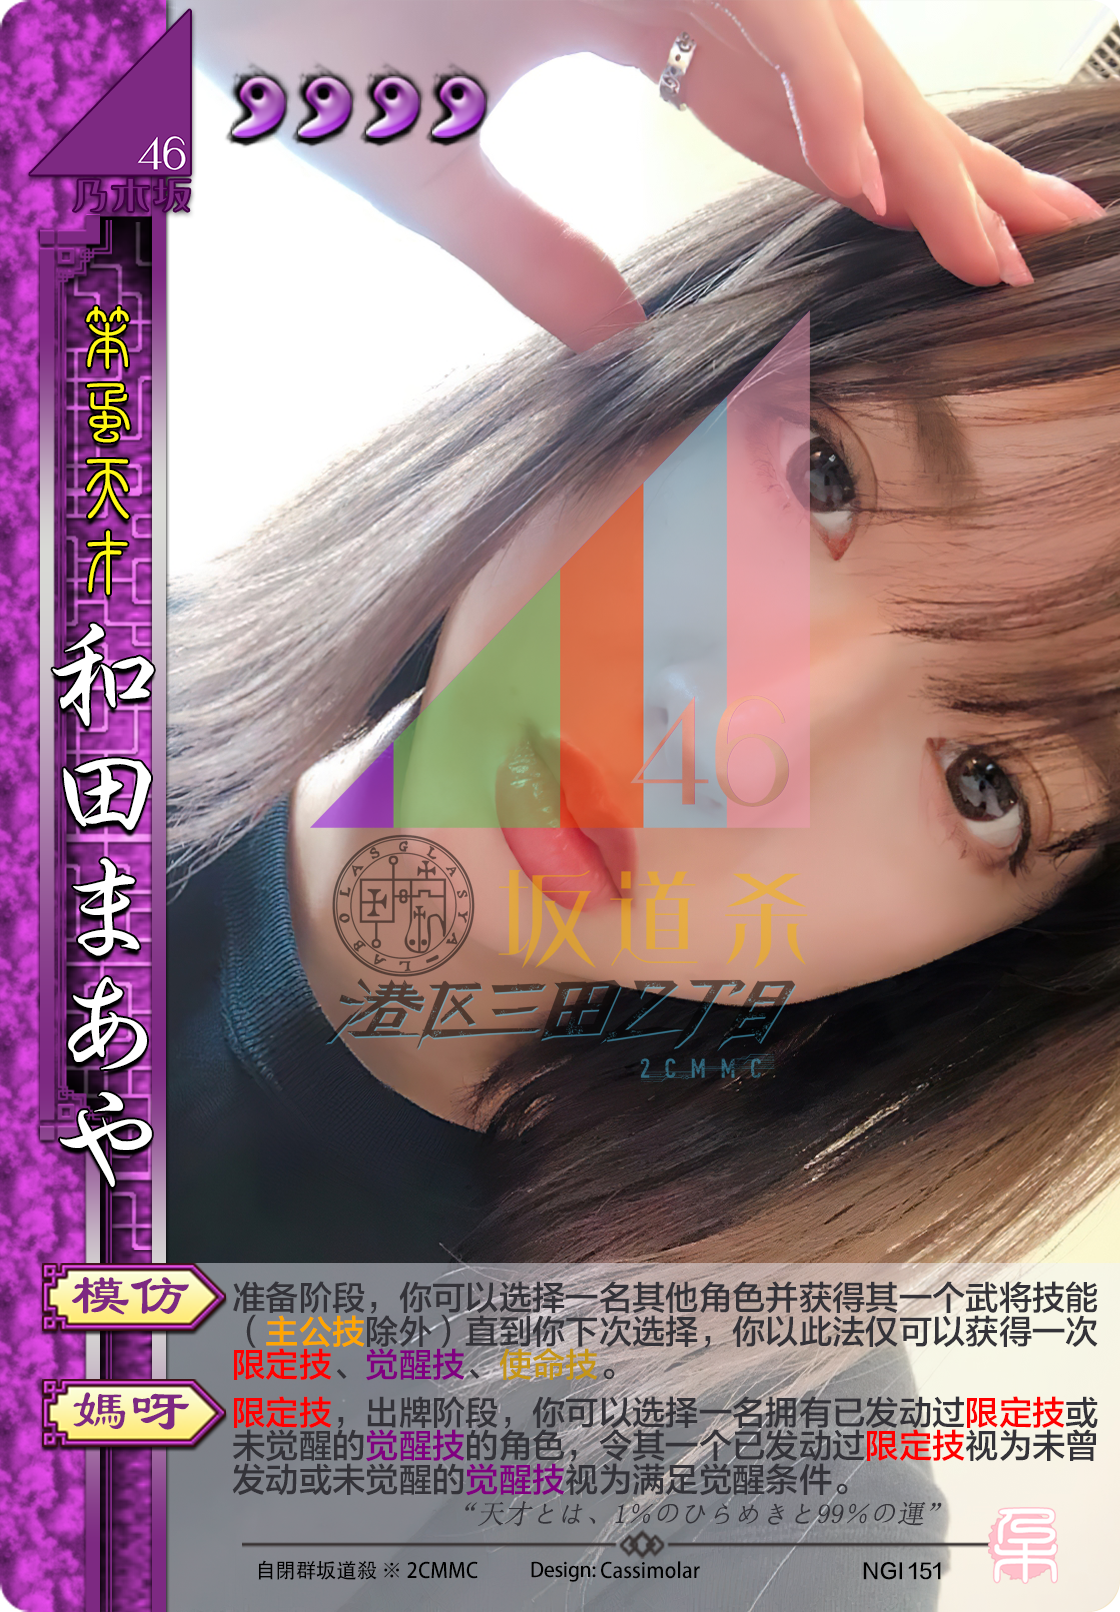 46
乃木坂
笨蛋天才
和田まあや
46
GLASYA-LABOLAS
坂道杀
港区三田2丁目
2CMMC
模仿
准备阶段，你可以选择一名其他角色并获得其一个武将技能
（主公技除外）直到你下次选择，你以此法仅可以获得一次
限定技、觉醒技、使命技。
媽呀
限定技，出牌阶段，你可以选择一名拥有已发动过限定技或
未觉醒的觉醒技的角色，令其一个已发动过限定技视为未曾
发动或未觉醒的觉醒技视为满足觉醒条件。
“天才とは、1%のひらめきと99%の運”
自閉群坂道殺 ※ 2CMMC
Design: Cassimolar
NGI 151